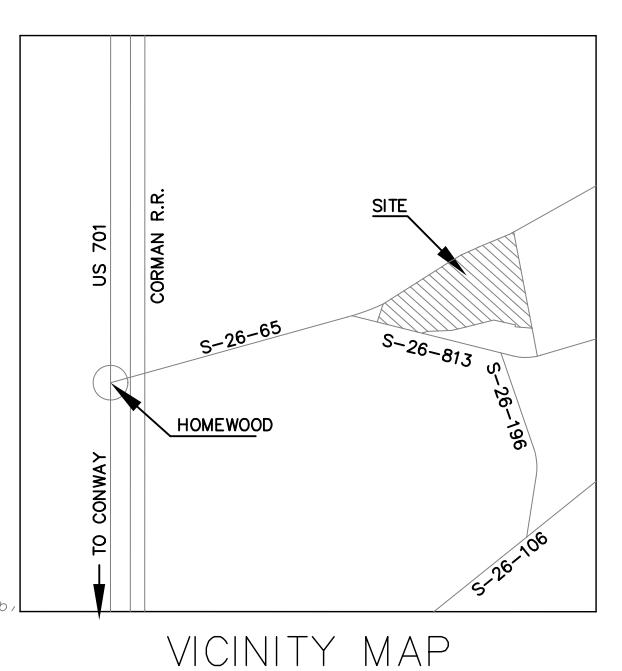 US 701
CORMAN R.R.
SITE
S-26-65
S-26-813
S-26-196
HOMEWOOD
TO CONWAY
S-26-106
VICINITY MAP